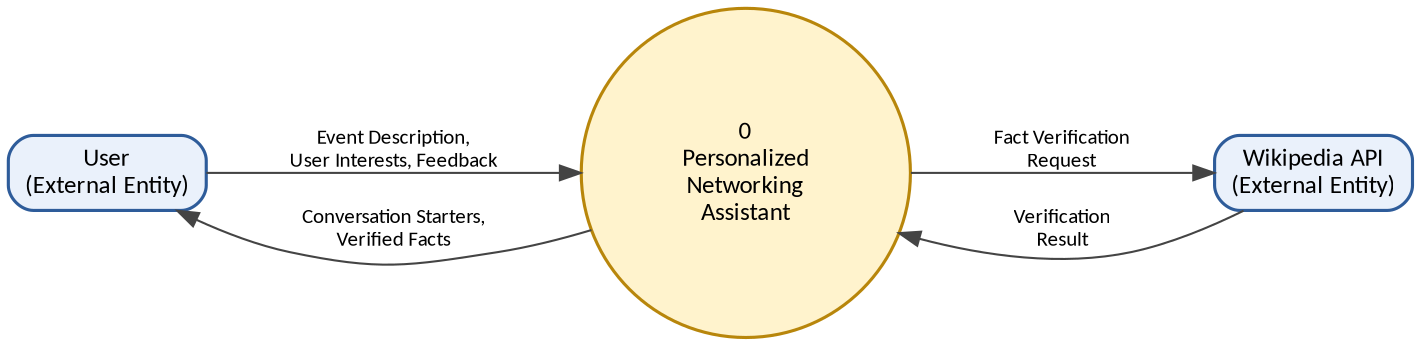 User
(External Entity)
Event Description,
User Interests, Feedback
Conversation Starters,
Verified Facts
0
Personalized
Networking
Assistant
Fact Verification
Request
Verification
Result
Wikipedia API
(External Entity)